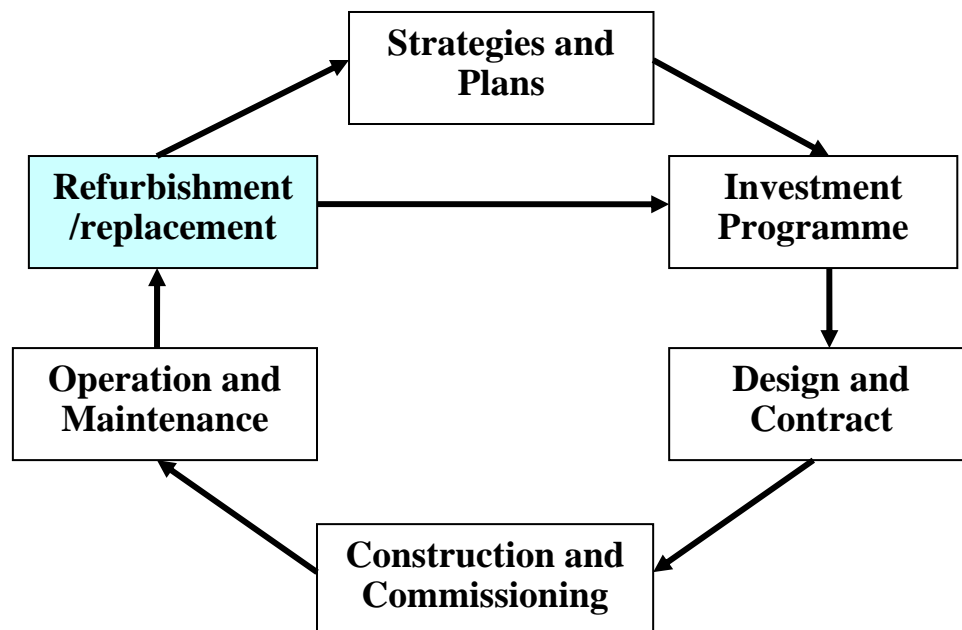 Strategies and
Plans
Refurbishment
/replacement
Investment
Programme
Operation and
Maintenance
Design and
Contract
Construction and
Commissioning